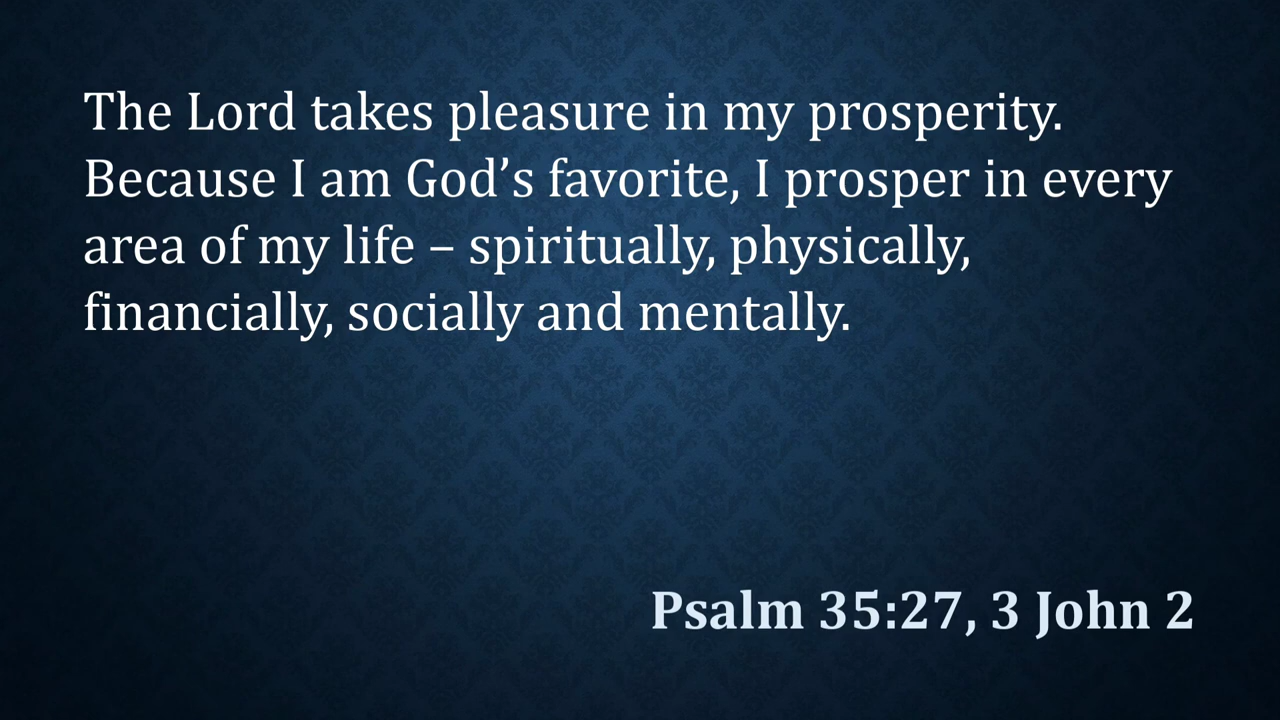 The Lord takes pleasure in my prosperity.
Because I am God’s favorite, I prosper in every
area of my life – spiritually, physically,
financially, socially and mentally.
Psalm 35:27, 3 John 2